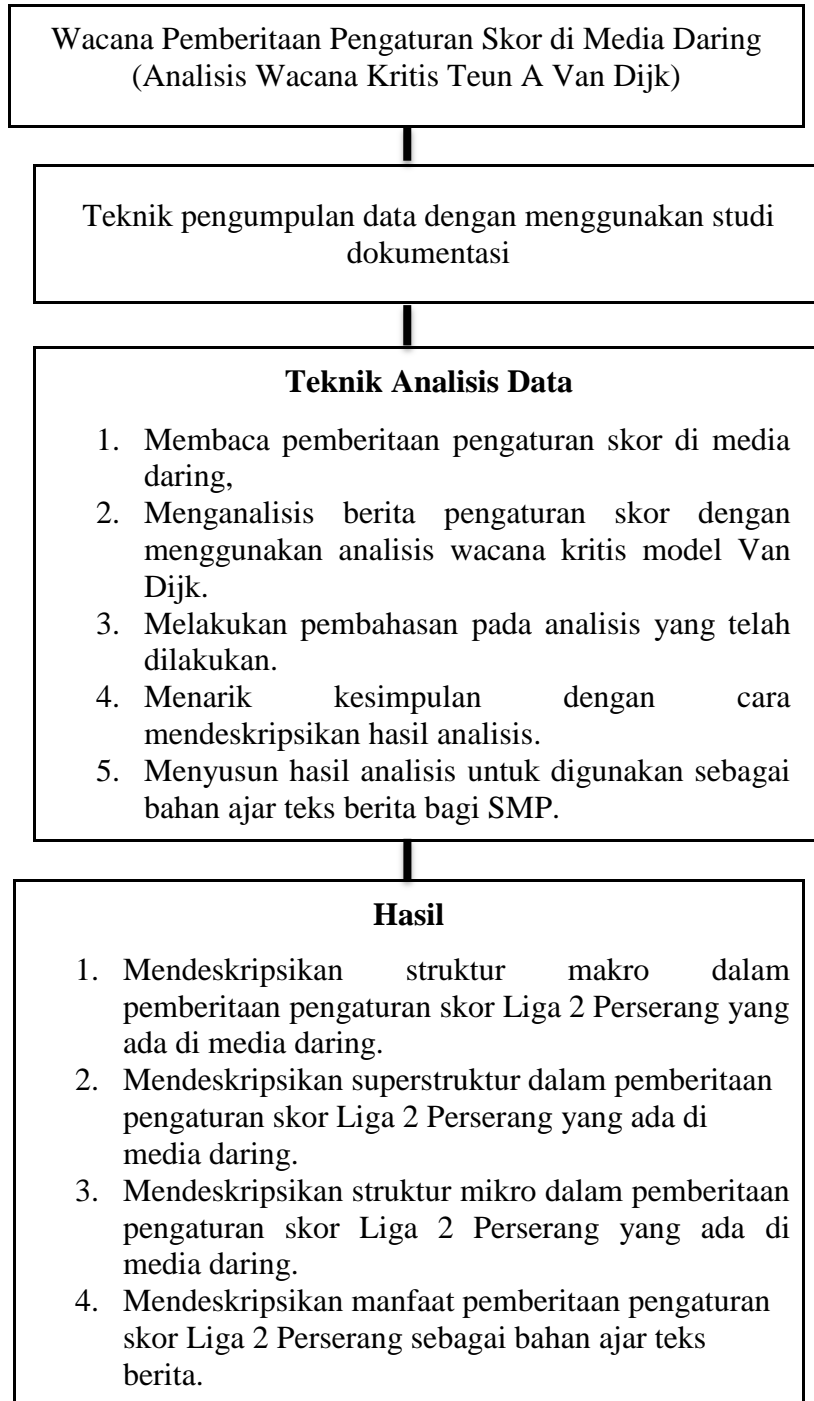 Wacana Pemberitaan Pengaturan Skor di Media Daring
(Analisis Wacana Kritis Teun A Van Dijk)
Teknik pengumpulan data dengan menggunakan studi
dokumentasi
Teknik Analisis Data
1. Membaca pemberitaan pengaturan skor di media
daring,
2. Menganalisis berita pengaturan skor dengan
menggunakan analisis wacana kritis model Van
Dijk.
3. Melakukan pembahasan pada analisis yang telah
dilakukan.
4. Menarik kesimpulan dengan cara
mendeskripsikan hasil analisis.
5. Menyusun hasil analisis untuk digunakan sebagai
bahan ajar teks berita bagi SMP.
Hasil
1. Mendeskripsikan struktur makro dalam
pemberitaan pengaturan skor Liga 2 Perserang yang
ada di media daring.
2. Mendeskripsikan superstruktur dalam pemberitaan
pengaturan skor Liga 2 Perserang yang ada di
media daring.
3. Mendeskripsikan struktur mikro dalam pemberitaan
pengaturan skor Liga 2 Perserang yang ada di
media daring.
4. Mendeskripsikan manfaat pemberitaan pengaturan
skor Liga 2 Perserang sebagai bahan ajar teks
berita.